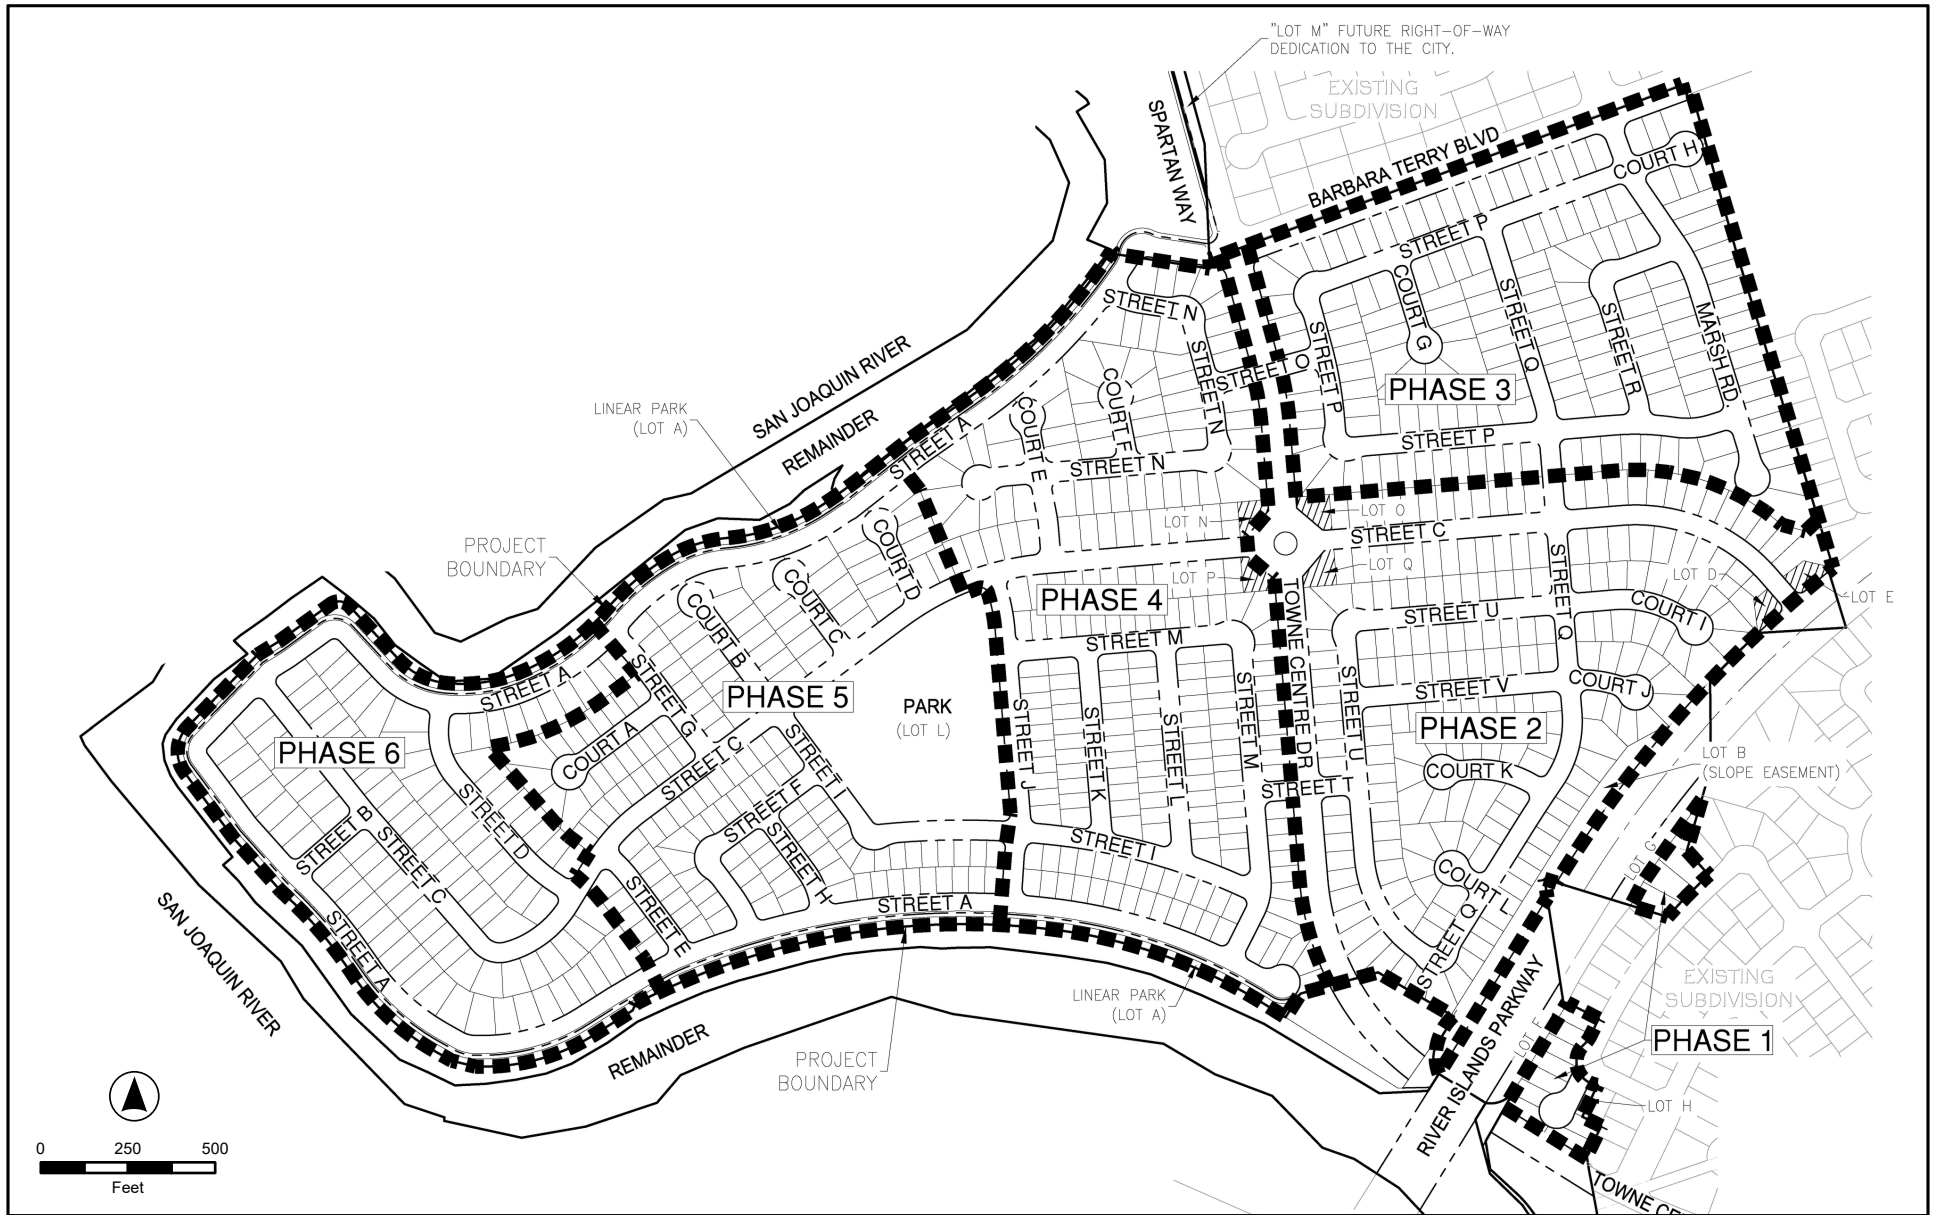 "LOT M" FUTURE RIGHT-OF-WAY
DEDICATION TO THE CITY.
EXISTING
SUBDIVISION
SPARTAN WAY
BARBARA TERRY BLVD
COURT H
STREET P
COURT G
STREET Q
STREET R
MARSH RD.
STREET P
PHASE 3
STREET P
STREET N
STREET N
STREET O
COURT F
COURT E
STREET N
SAN JOAQUIN RIVER
REMAINDER
LINEAR PARK
(LOT A)
STREET A
PROJECT
BOUNDARY
COURT D
COURT C
COURT B
STREET G
LOT N
LOT O
STREET C
LOT P
LOT Q
LOT D
LOT E
PHASE 4
STREET M
TOWNE CENTRE DR
STREET U
STREET Q
COURT I
STREET V
COURT J
STREET U
PHASE 2
COURT K
STREET T
COURT L
STREET Q
LOT B
(SLOPE EASEMENT)
PARK
(LOT L)
STREET J
STREET K
STREET L
STREET M
STREET I
PHASE 5
STREET A
COURT A
STREET C
STREET I
STREET F
STREET H
STREET E
STREET A
PHASE 6
STREET B
STREET C
STREET D
STREET A
SAN JOAQUIN RIVER
REMAINDER
PROJECT
BOUNDARY
LINEAR PARK
(LOT A)
LOT G
EXISTING
SUBDIVISION
PHASE 1
LOT F
LOT H
RIVER ISLANDS PARKWAY
TOWNE CE
0 250 500
Feet